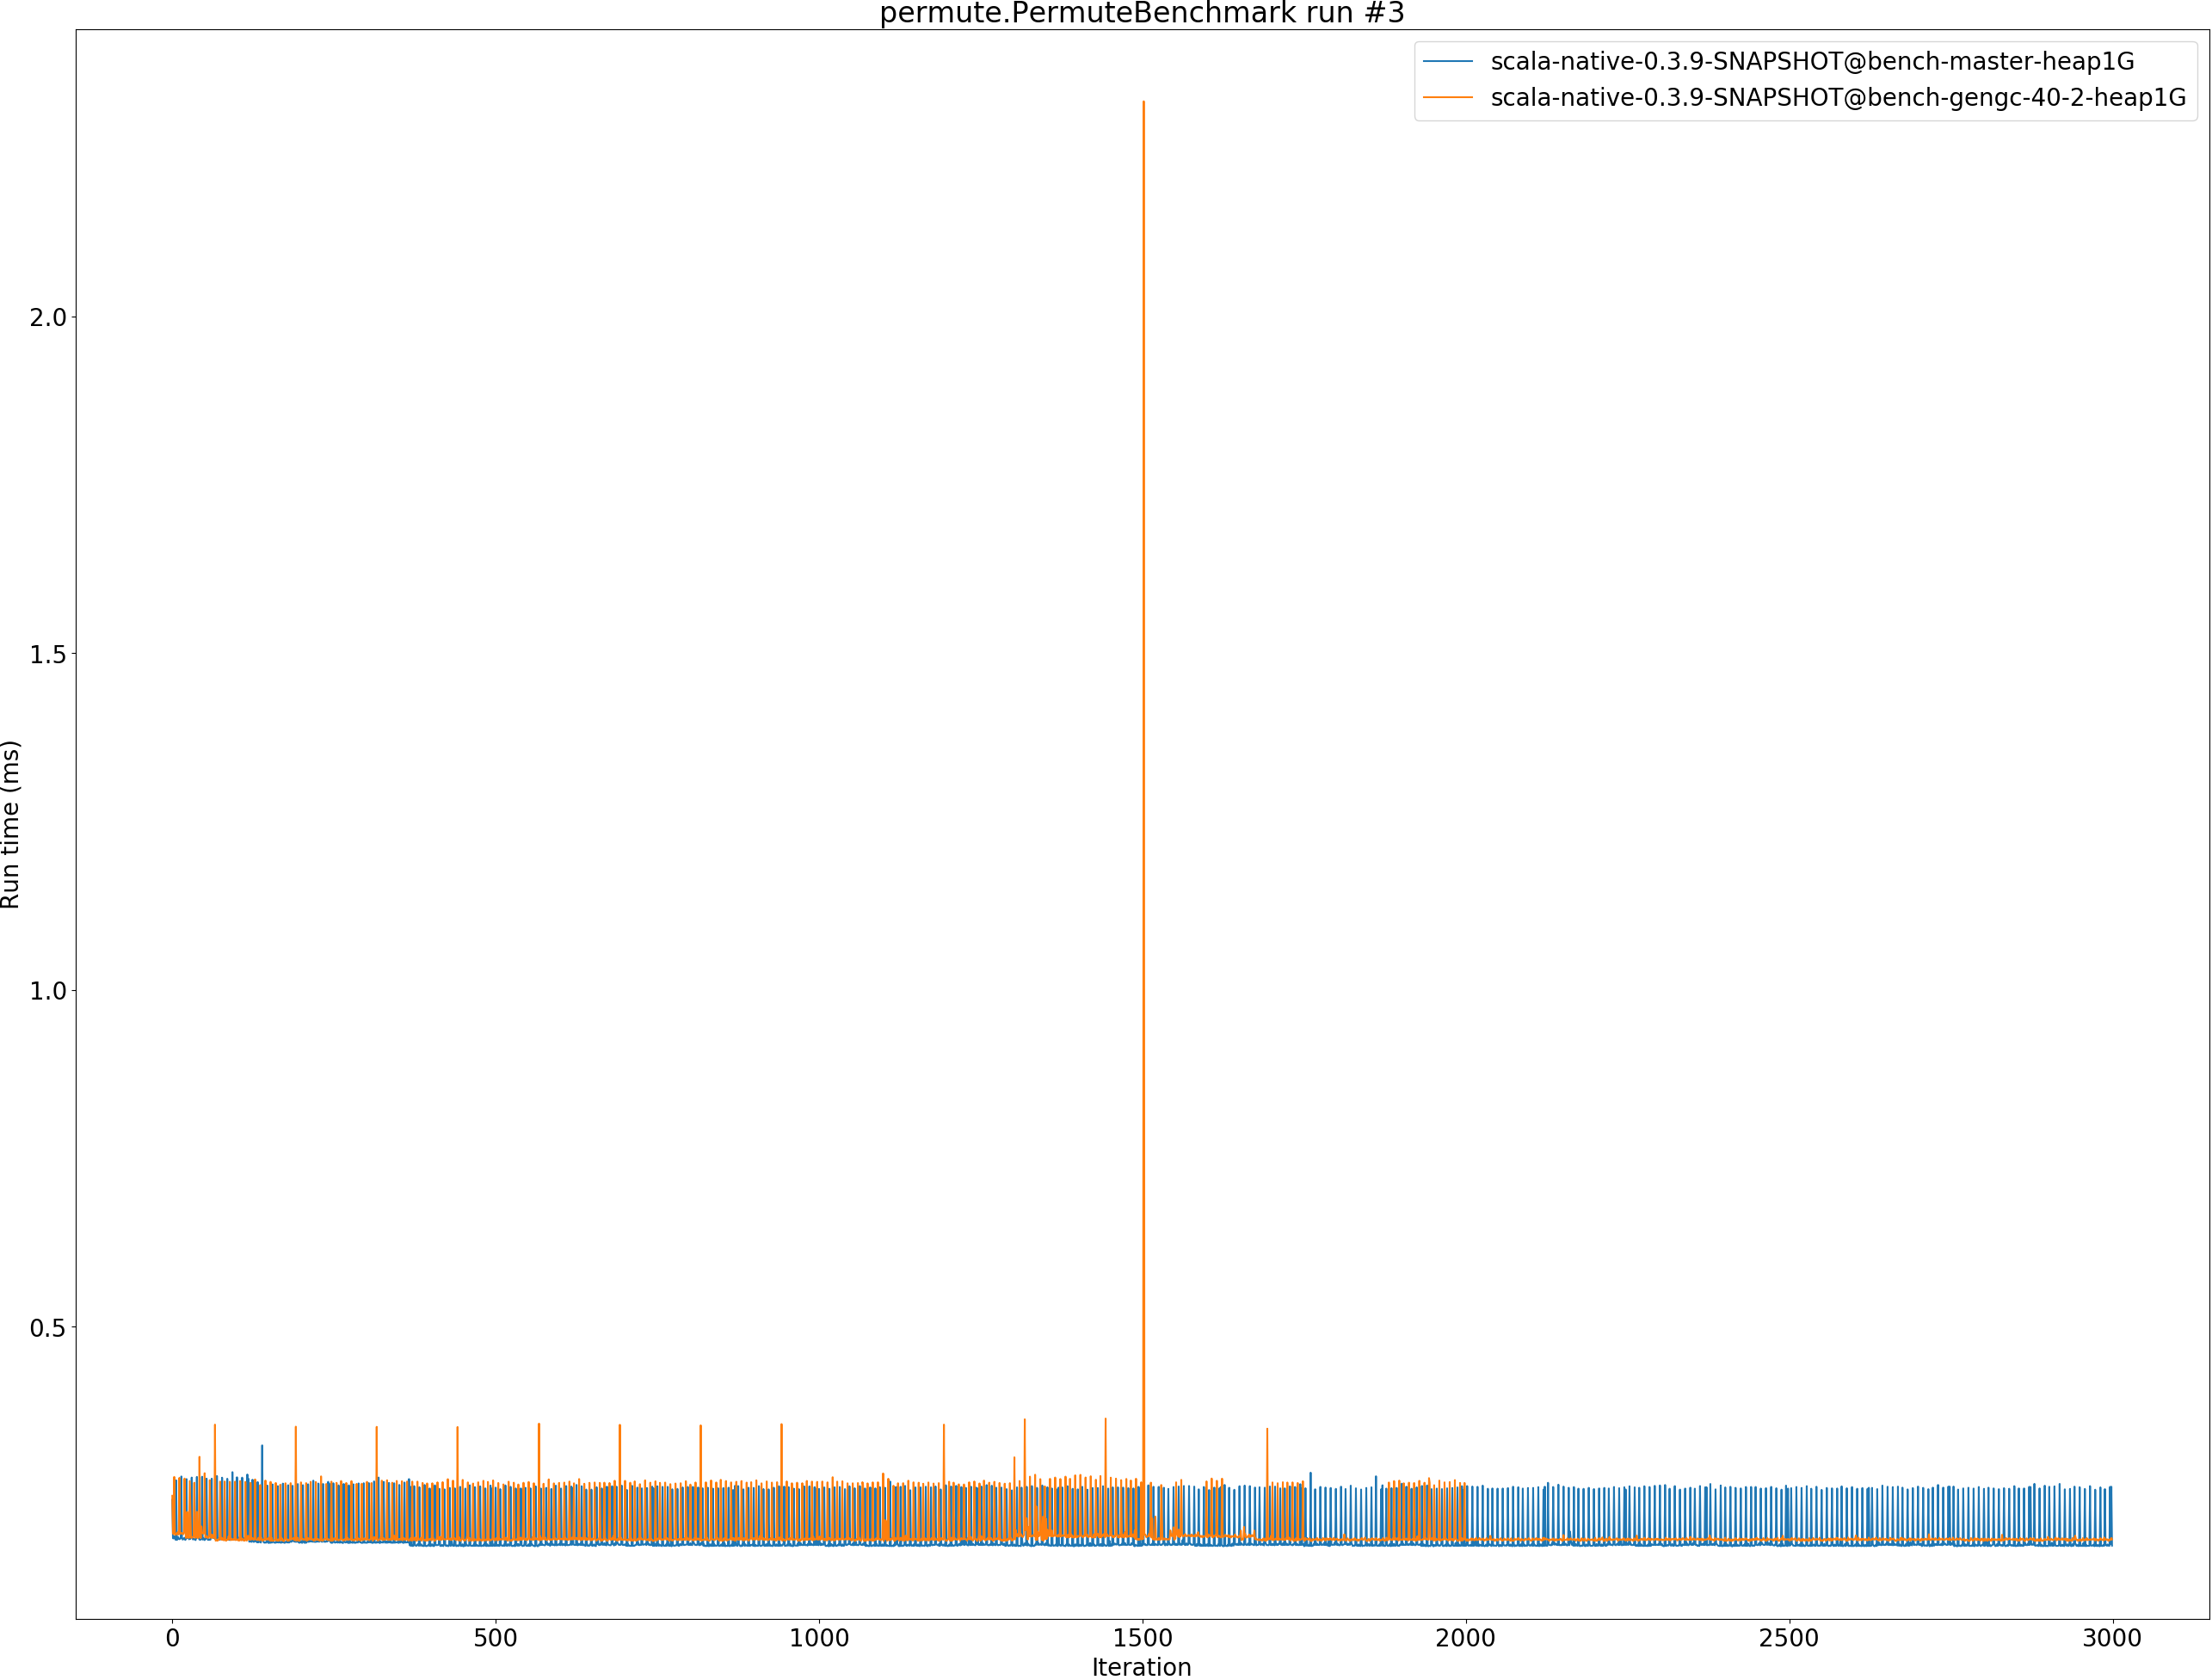 permute.PermuteBenchmark run #3
scala-native-0.3.9-SNAPSHOT@bench-master-heap1G
scala-native-0.3.9-SNAPSHOT@bench-gengc-40-2-heap1G
2.0
1.5
1.0
0.5
Run time (ms)
0 500 1000 1500 2000 2500 3000
Iteration